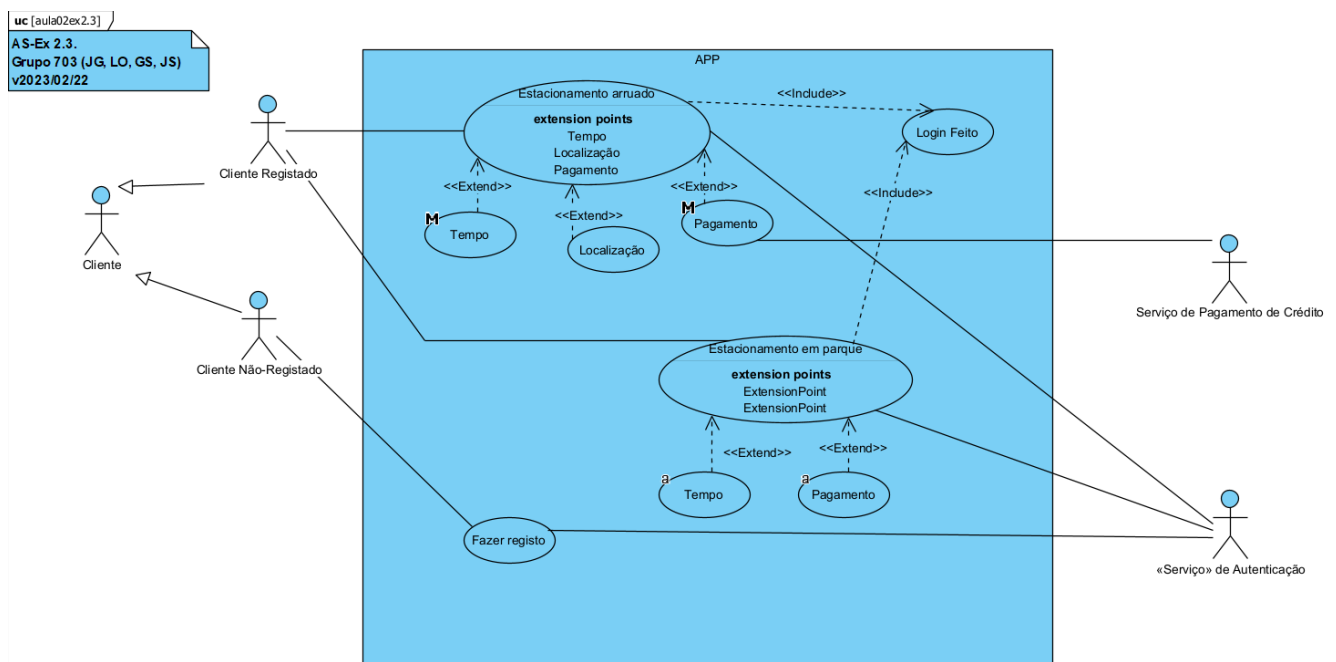 uc [aula02ex2.3]
AS-Ex 2.3.
Grupo 703 (JG, LO, GS, JS)
v2023/02/22
APP
Estacionamento arruado
extension points
Tempo
Localização
Pagamento
<<Include>>
Login Feito
Cliente Registado
<<Extend>>
<<Extend>>
<<Extend>>
<<Include>>
M
Tempo
Localização
M
Pagamento
Cliente
Serviço de Pagamento de Crédito
Cliente Não-Registado
Estacionamento em parque
extension points
ExtensionPoint
ExtensionPoint
<<Extend>>
<<Extend>>
a
Tempo
a
Pagamento
Fazer registo
«Serviço» de Autenticação